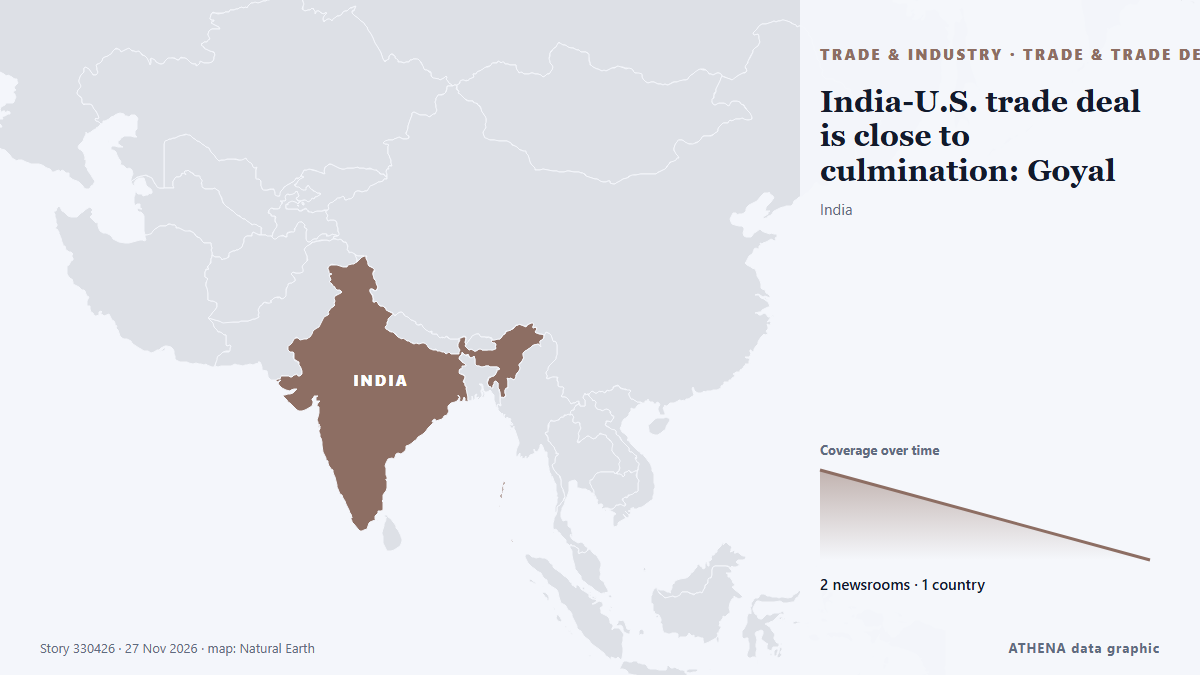 TRADE & INDUSTRY · TRADE & TRADE DE
India-U.S. trade deal
is close to
culmination: Goyal
India
INDIA
Coverage over time
2 newsrooms · 1 country
Story 330426 · 27 Nov 2026 · map: Natural Earth
ATHENA data graphic